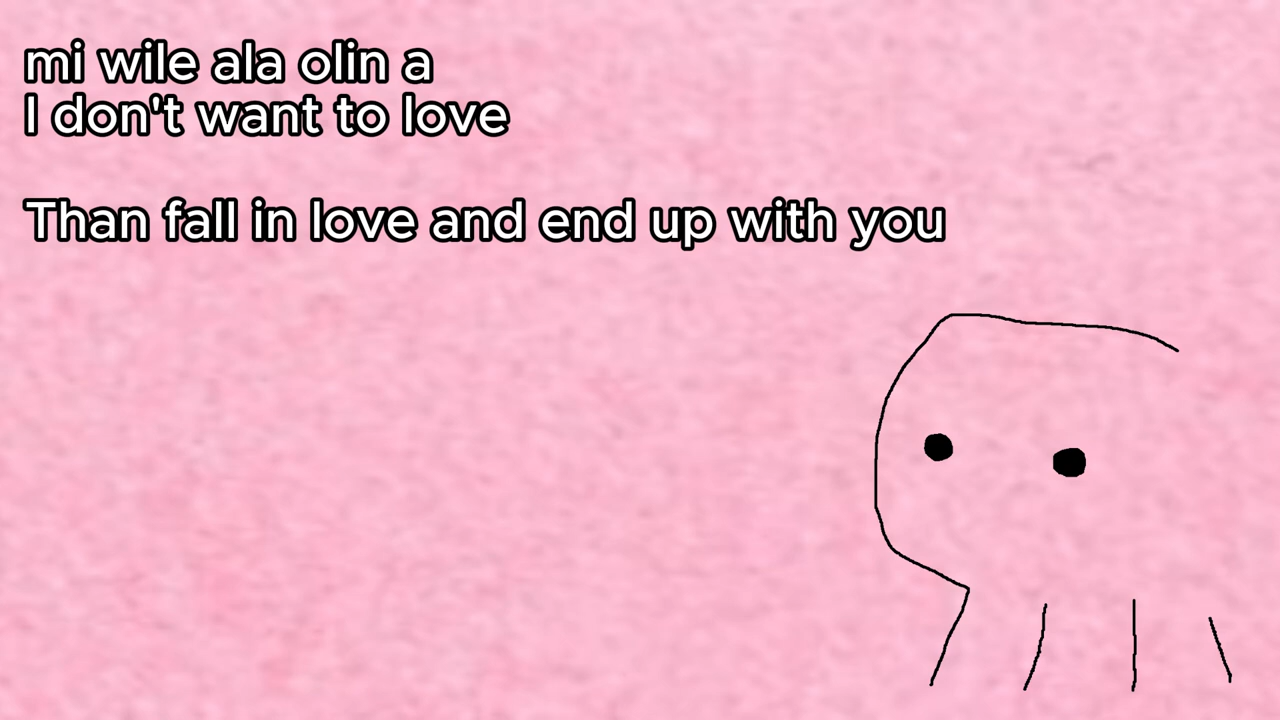 mi wile ala olin a
I don't want to love
Than fall in love and end up with you